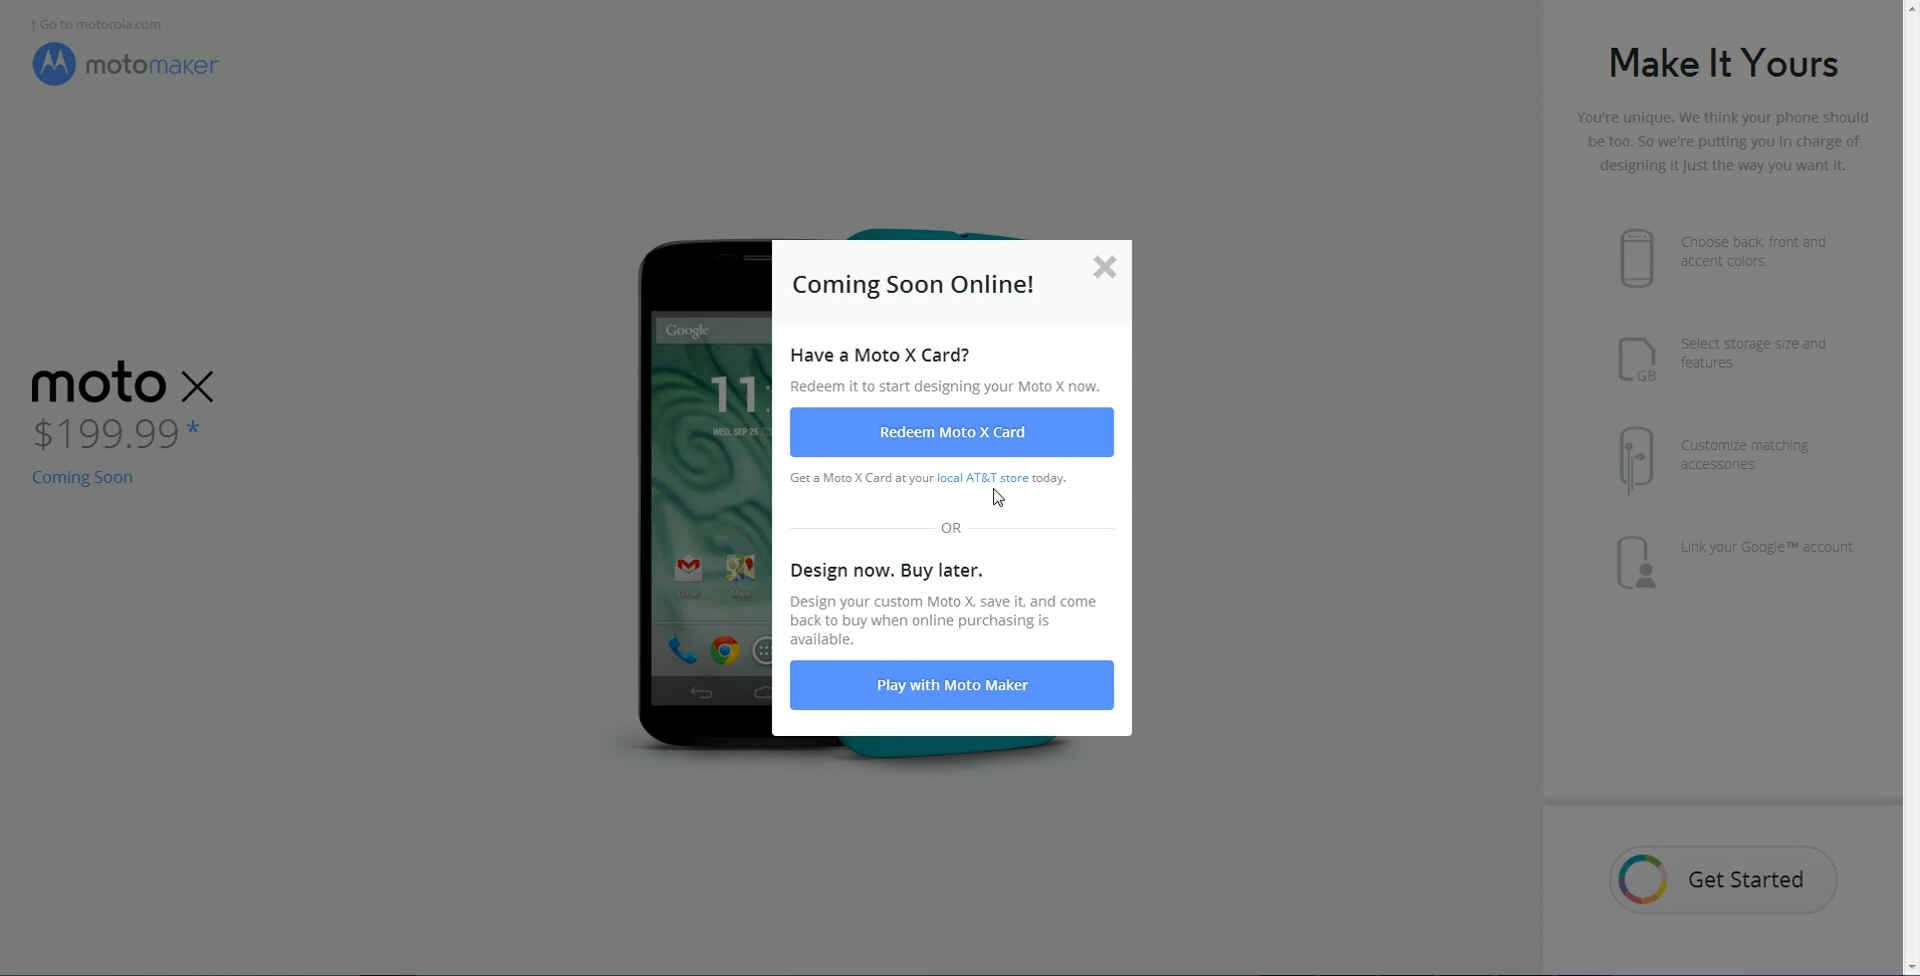 ↑ Go to motorola.com
motomaker
moto x
$199.99 *
Coming Soon
Google
11:
WED, SEP 25
Gmail
Maps
Coming Soon Online!
Have a Moto X Card?
Redeem it to start designing your Moto X now.
Redeem Moto X Card
Get a Moto X Card at your local AT&T store today.
OR
Design now. Buy later.
Design your custom Moto X, save it, and come
back to buy when online purchasing is
available.
Play with Moto Maker
Make It Yours
You're unique. We think your phone should
be too. So we're putting you in charge of
designing it just the way you want it.
Choose back, front and
accent colors
GB
Select storage size and
features
Customize matching
accessories
Link your Google™ account
Get Started